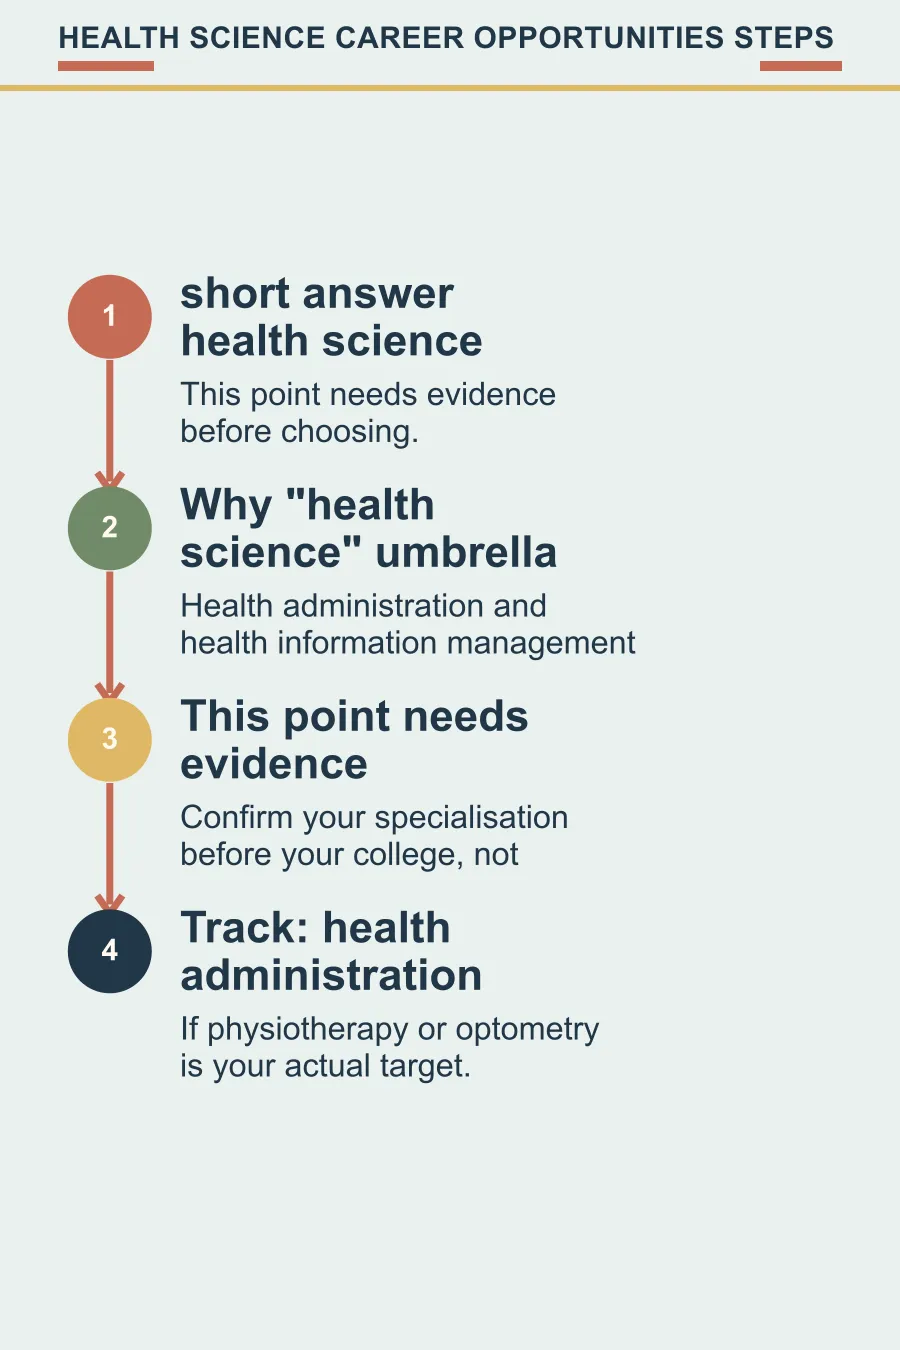 HEALTH SCIENCE CAREER OPPORTUNITIES STEPS
1
short answer
health science
This point needs evidence
before choosing.
2
Why "health
science" umbrella
Health administration and
health information management
3
This point needs
evidence
Confirm your specialisation
before your college, not
4
Track: health
administration
If physiotherapy or optometry
is your actual target.